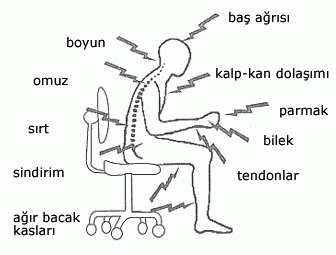 baş ağrısı
boyun
kalp-kan dolaşımı
omuz
parmak
sırt
bilek
sindirim
tendonlar
ağır bacak
kasları